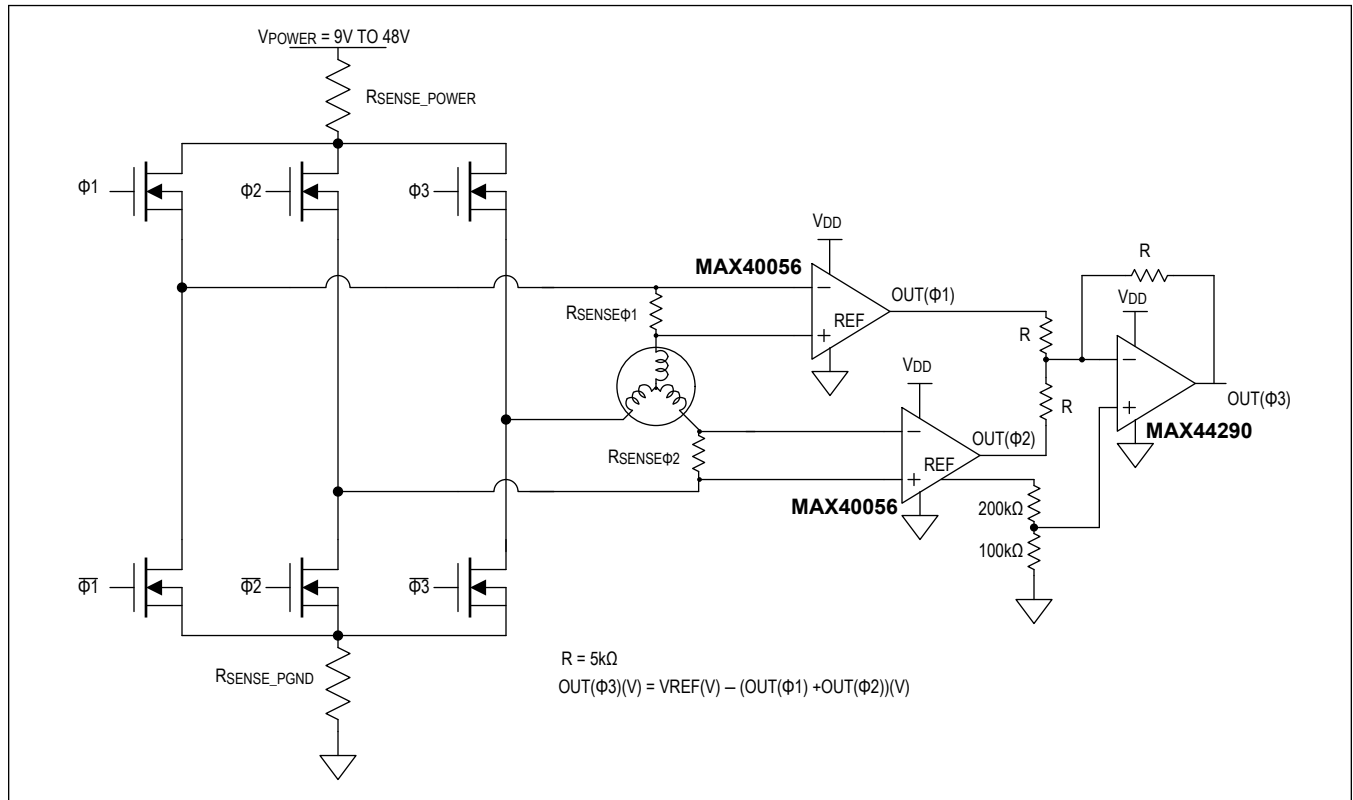 VPOWER = 9V TO 48V
RSENSE_POWER
Φ1
Φ2
Φ3
VDD
MAX40056
OUT(Φ1)
REF
RSENSEΦ1
R
R
VDD
VDD
OUT(Φ3)
MAX44290
R
OUT(Φ2)
REF
RSENSEΦ2
MAX40056
200kΩ
100kΩ
Φ1
Φ2
Φ3
RSENSE_PGND
R = 5kΩ
OUT(Φ3)(V) = VREF(V) – (OUT(Φ1) +OUT(Φ2))(V)
− + − + − +